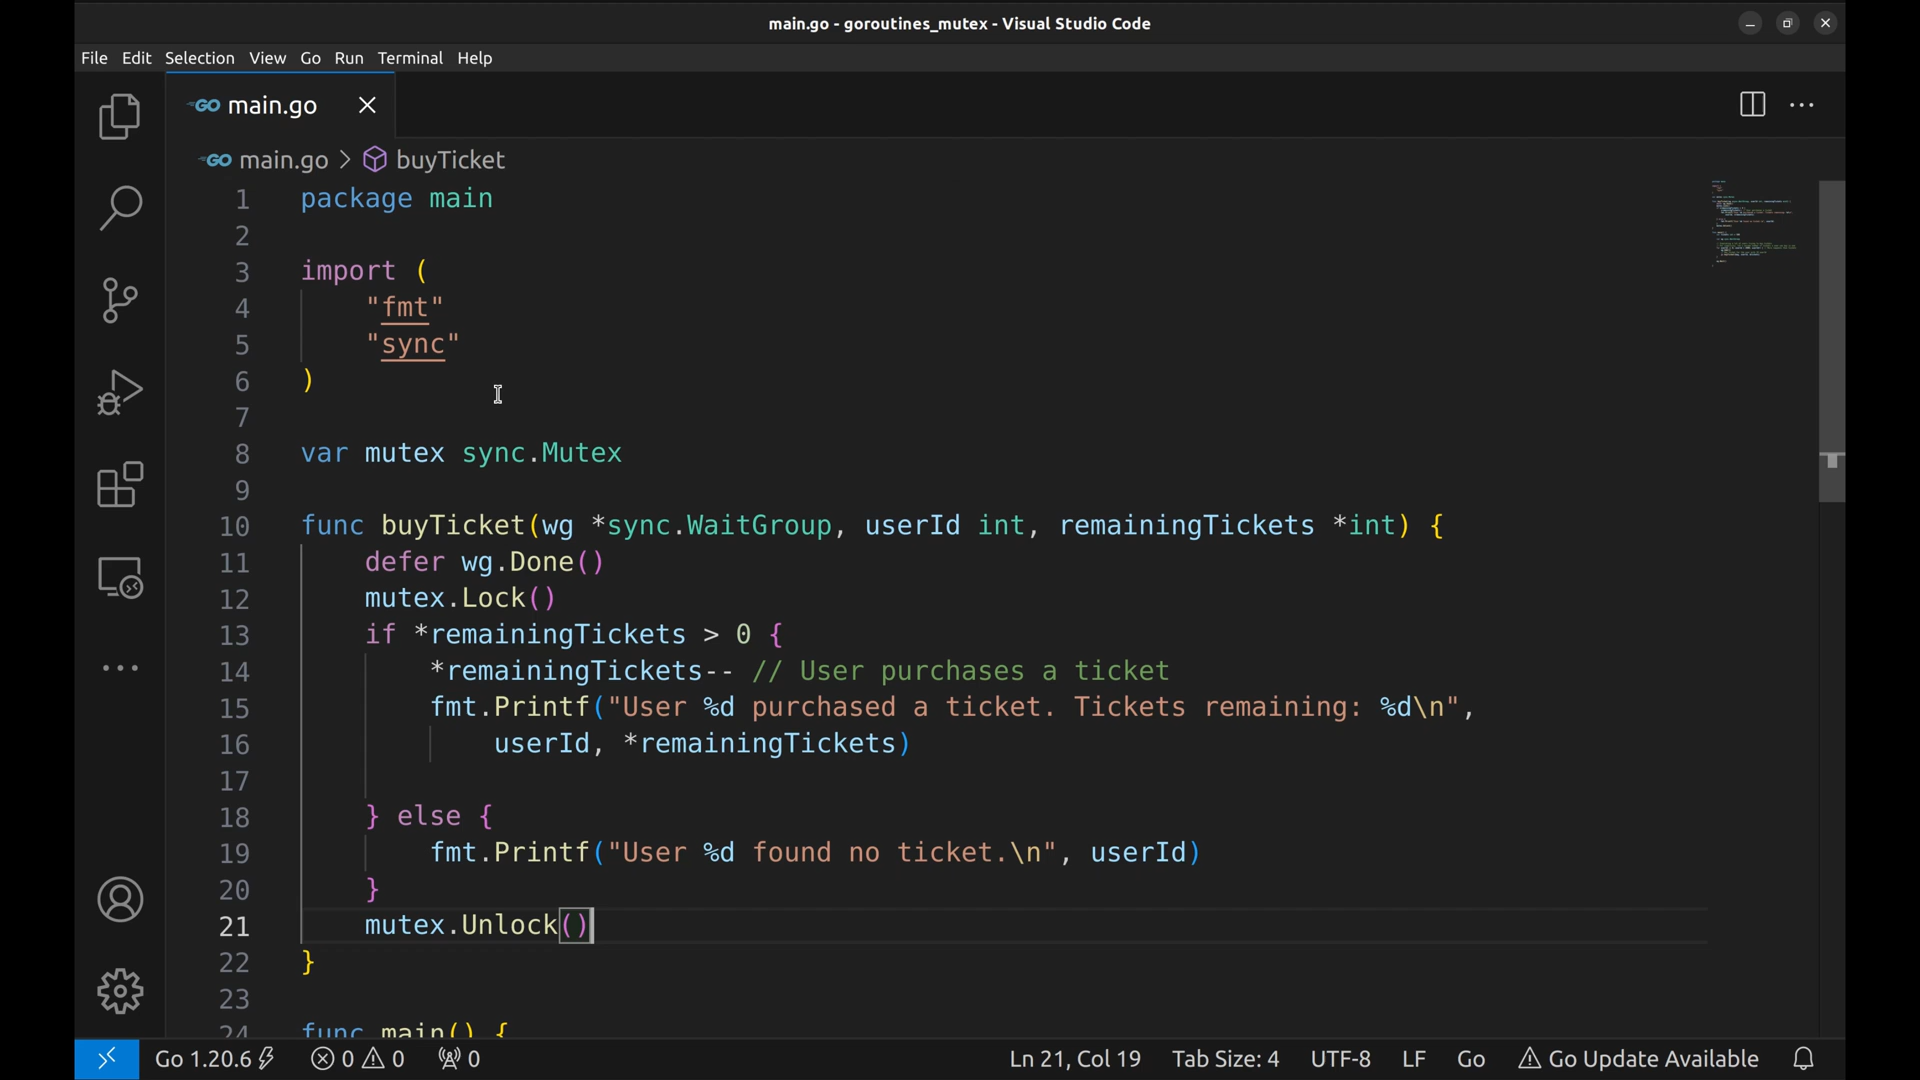 main.go - goroutines_mutex - Visual Studio Code
File Edit Selection View Go Run Terminal Help
GO main.go
GO main.go > buyTicket
1 package main
2
3 import (
4 "fmt"
5 "sync"
6 )
7
8 var mutex sync.Mutex
9
10 func buyTicket(wg *sync.WaitGroup, userId int, remainingTickets *int) {
11 defer wg.Done()
12 mutex.Lock()
13 if *remainingTickets > 0 {
14 *remainingTickets-- // User purchases a ticket
15 fmt.Printf("User %d purchased a ticket. Tickets remaining: %d\n",
16 userId, *remainingTickets)
17
18 } else {
19 fmt.Printf("User %d found no ticket.\n", userId)
20 }
21 mutex.Unlock()
22 }
23
24 func main() {
Go 1.20.6 0 0 0 Ln 21, Col 19 Tab Size: 4 UTF-8 LF Go Go Update Available